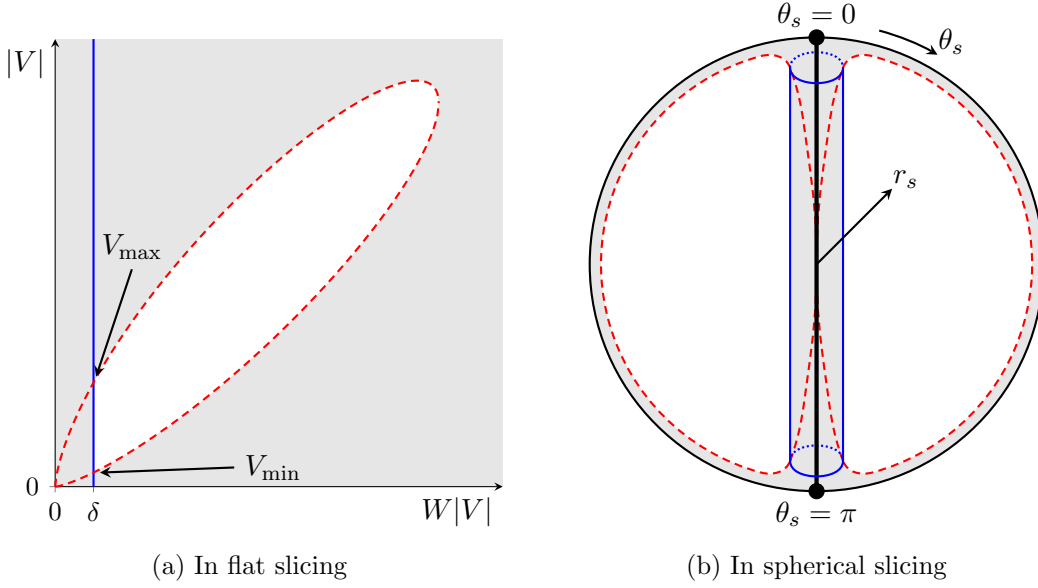 |V|
V_max
V_min
0
0
δ
W|V|
(a) In flat slicing
θ_s = 0
θ_s
r_s
θ_s = π
(b) In spherical slicing